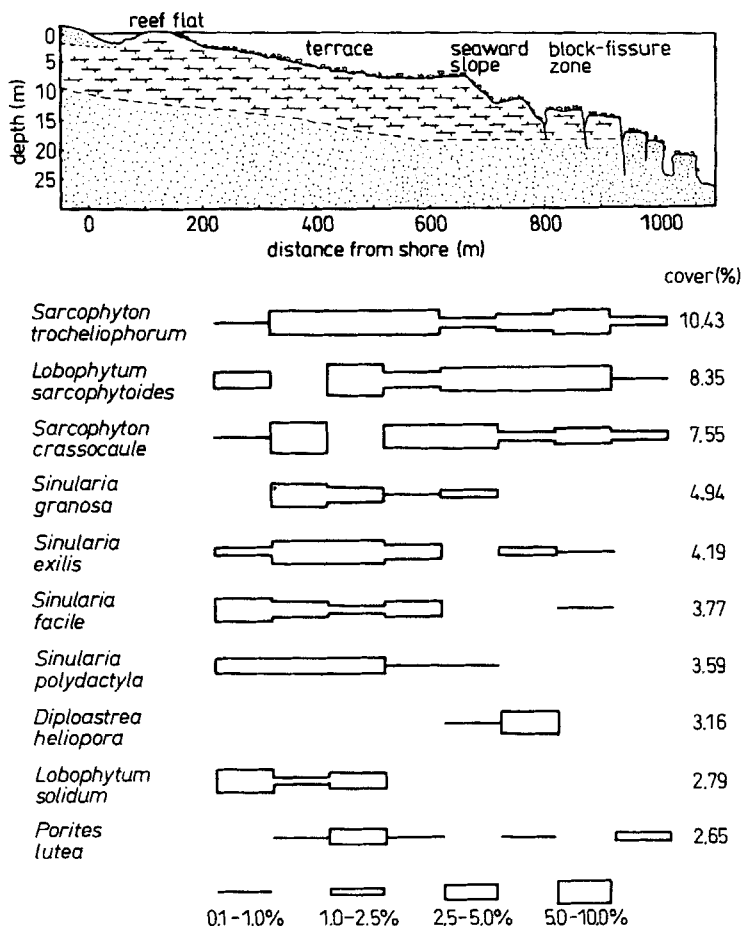 reef flat
terrace
seaward
slope
block-fissure
zone
depth (m)
0
5
10
15
20
25
0 200 400 600 800 1000
distance from shore (m)
cover(%)
Sarcophyton
trocheliophorum 10,43
Lobophytum
sarcophytoides 8.35
Sarcophyton
crassocaule 7,55
Sinularia
granosa 4,94
Sinularia
exilis 4.19
Sinularia
facile 3,77
Sinularia
polydactyla 3,59
Diploastrea
heliopora 3.16
Lobophytum
solidum 2,79
Porites
lutea 2,65
0.1-1.0% 1.0-2.5% 2,5-5,0% 5.0-10.0%